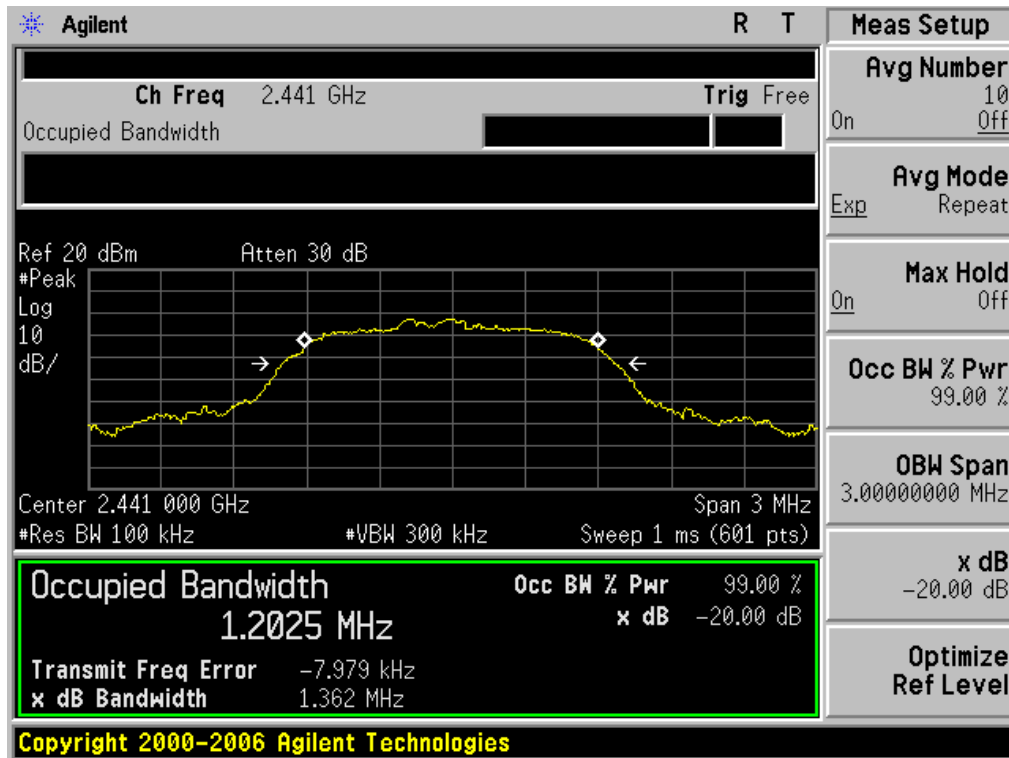 Agilent R T
Ch Freq 2.441 GHz Trig Free
Occupied Bandwidth
Ref 20 dBm Atten 30 dB
#Peak
Log
10
dB/
Center 2.441 000 GHz Span 3 MHz
#Res BW 100 kHz #VBW 300 kHz Sweep 1 ms (601 pts)
Occupied Bandwidth Occ BW % Pwr 99.00 %
1.2025 MHz x dB -20.00 dB
Transmit Freq Error -7.979 kHz
x dB Bandwidth 1.362 MHz
Copyright 2000-2006 Agilent Technologies
Meas Setup
Avg Number
10
On Off
Avg Mode
Exp Repeat
Max Hold
On Off
Occ BW % Pwr
99.00 %
OBW Span
3.00000000 MHz
x dB
-20.00 dB
Optimize
Ref Level